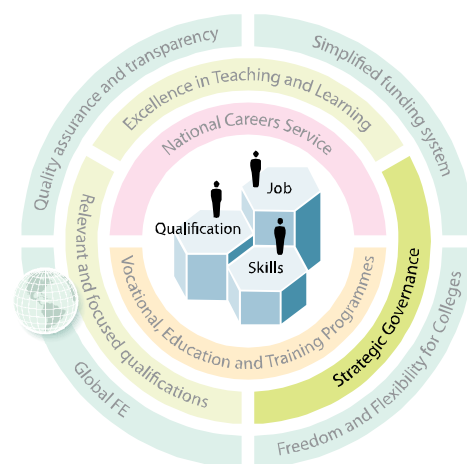 Quality assurance and transparency
Simplified funding system
Excellence in Teaching and Learning
National Careers Service
Job
Qualification
Skills
Relevant and focused qualifications
Vocational, Education and Training Programmes
Strategic Governance
Global FE
Freedom and Flexibility for Colleges